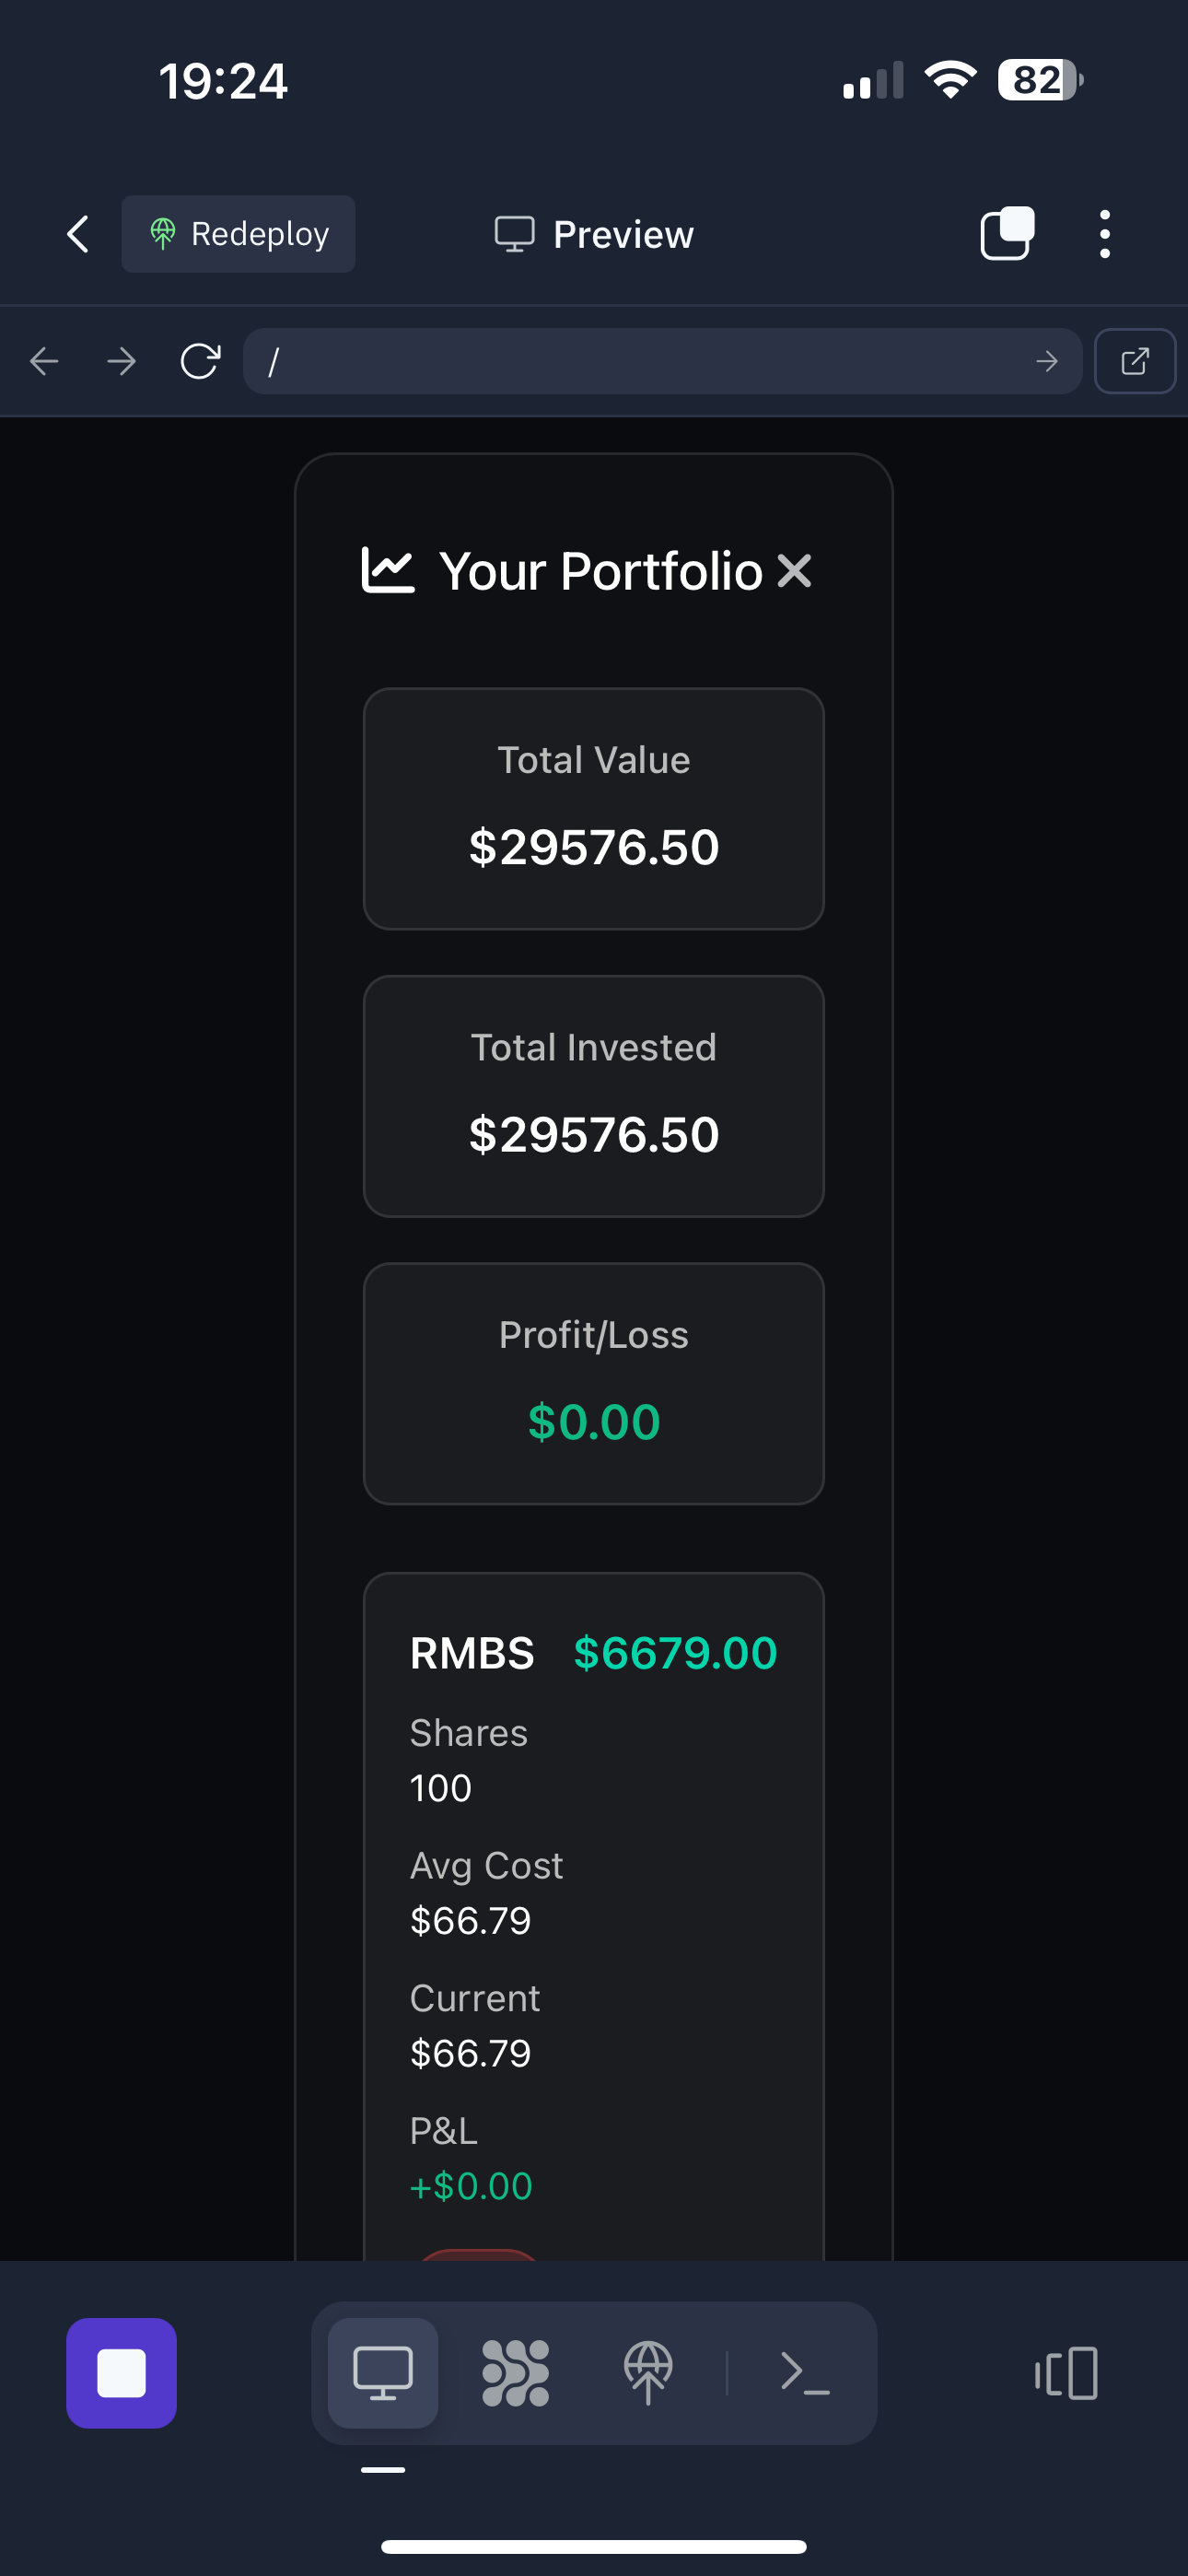 19:24
82
Redeploy
Preview
/
Your Portfolio
Total Value
$29576.50
Total Invested
$29576.50
Profit/Loss
$0.00
RMBS $6679.00
Shares
100
Avg Cost
$66.79
Current
$66.79
P&L
+$0.00